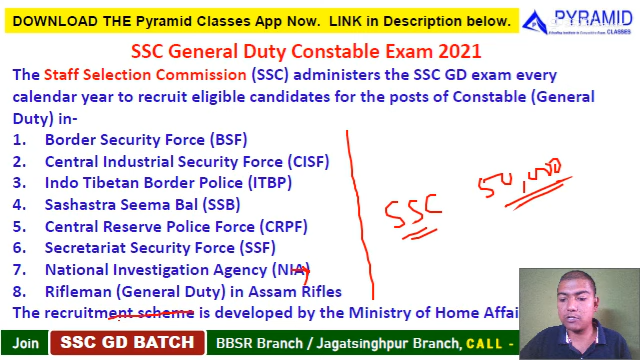 DOWNLOAD THE Pyramid Classes App Now. LINK in Description below.
PYRAMID
CLASSES
SSC General Duty Constable Exam 2021
The Staff Selection Commission (SSC) administers the SSC GD exam every
calendar year to recruit eligible candidates for the posts of Constable (General
Duty) in-
1. Border Security Force (BSF)
2. Central Industrial Security Force (CISF)
3. Indo Tibetan Border Police (ITBP)
4. Sashastra Seema Bal (SSB)
5. Central Reserve Police Force (CRPF)
6. Secretariat Security Force (SSF)
7. National Investigation Agency (NIA)
8. Rifleman (General Duty) in Assam Rifles
SSC 50,000
The recruitment scheme is developed by the Ministry of Home Affai
Join SSC GD BATCH BBSR Branch / Jagatsinghpur Branch, CALL -